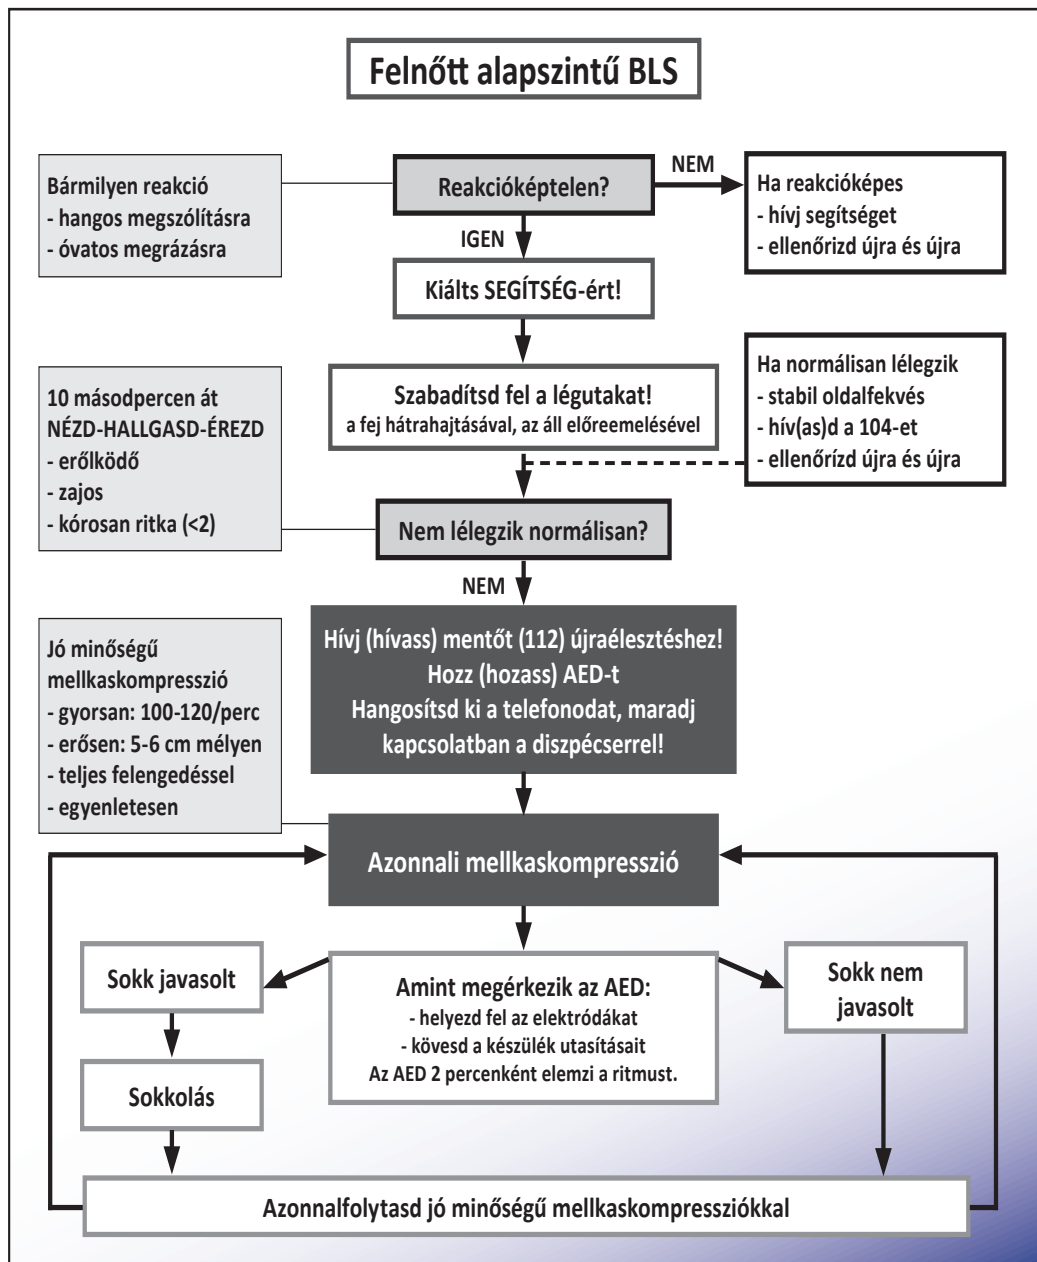 Felnőtt alapszintű BLS
Bármilyen reakció
- hangos megszólításra
- óvatos megrázásra
Reakcióképtelen?
NEM
Ha reakcióképes
- hívj segítséget
- ellenőrizd újra és újra
IGEN
Kiálts SEGÍTSÉG-ért!
Szabadítsd fel a légutakat!
a fej hátrahajtásával, az áll előreemelésével
Ha normálisan lélegzik
- stabil oldalfekvés
- hív(as)d a 104-et
- ellenőrízd újra és újra
10 másodpercen át
NÉZD-HALLGASD-ÉREZD
- erőlködő
- zajos
- kórosan ritka (<2)
Nem lélegzik normálisan?
NEM
Hívj (hívass) mentőt (112) újraélesztéshez!
Hozz (hozass) AED-t
Hangosítsd ki a telefonodat, maradj
kapcsolatban a diszpécserrel!
Jó minőségű
mellkaskompresszió
- gyorsan: 100-120/perc
- erősen: 5-6 cm mélyen
- teljes felengedéssel
- egyenletesen
Azonnali mellkaskompresszió
Sokk javasolt
Amint megérkezik az AED:
- helyezd fel az elektródákat
- kövesd a készülék utasításait
Az AED 2 percenként elemzi a ritmust.
Sokk nem
javasolt
Sokkolás
Azonnalfolytasd jó minőségű mellkaskompressziókkal